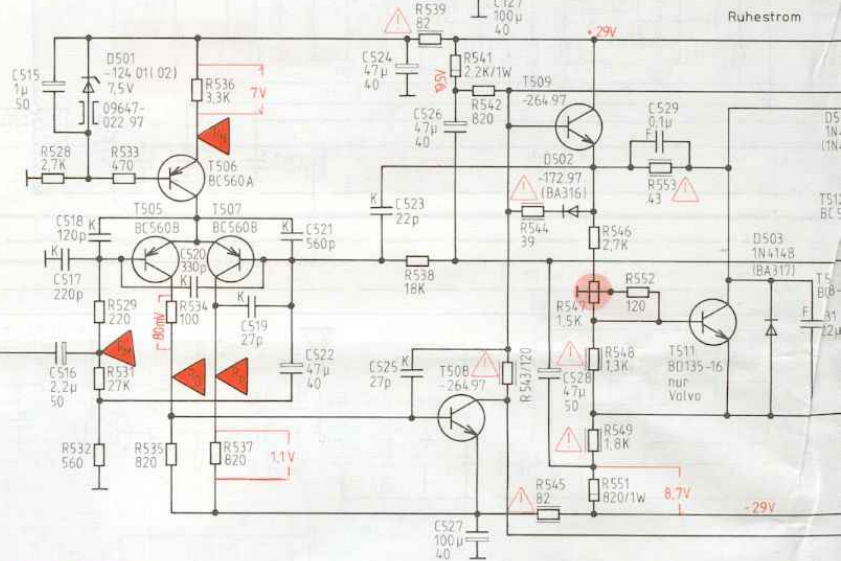 C127
100µ
40
Ruhestrom
R539
82
+29V
C515
1µ
50
D501
-124 01(.02)
7,5V
09647-
022 97
R536
3,3K
7V
C524
47µ
40
R541
2.2K/1W
19,5V
R542
820
T509
-264.97
C529
0,1µ
F
R528
2,7K
R533
470
T506
BC560A
C526
47µ
40
D502
-172.97
(BA316)
R553
.43
C518
120p
K
T505
BC560B
T507
BC560B
K
C521
560p
K
C523
22p
R544
39
R546
2,7K
D503
1N4148
(BA317)
K
C517
220p
C520
330p
K
R538
18K
R552
120
R547
1,5K
R529
220
80mV
R534
100
K
C519
27p
F
C516
2,2µ
50
R531
27K
C522
47µ
40
C525
27p
K
T508
-264.97
R543/120
C528
47µ
50
R548
1,3K
T511
BD135-16
nur
Valvo
R532
560
R535
820
R537
820
1,1V
R549
1,8K
R545
82
R551
820/1W
8,7V
-29V
C527
100µ
40